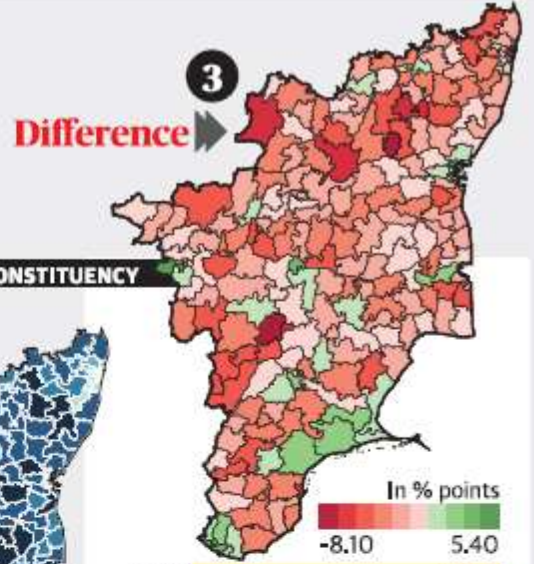 3
Difference
ONSTITUENCY
In % points
-8.10 5.40